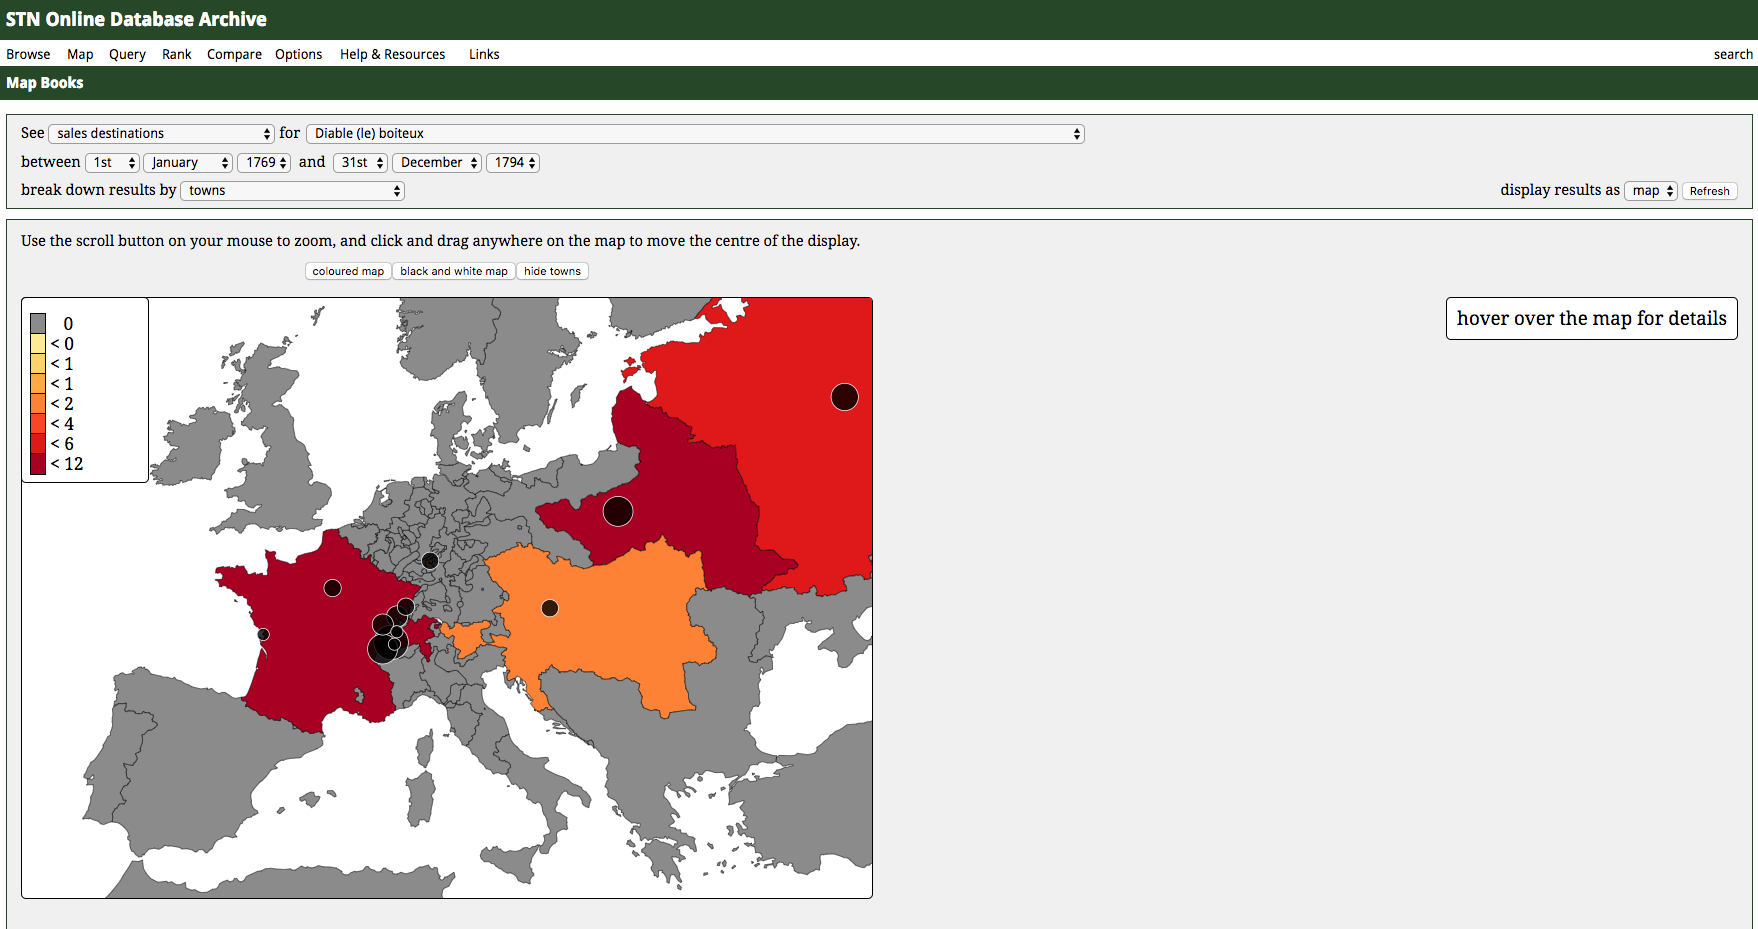 STN Online Database Archive
Browse Map Query Rank Compare Options Help & Resources Links search
Map Books
See sales destinations for Diable (le) boiteux
between 1st January 1769 and 31st December 1794
break down results by towns display results as map Refresh
Use the scroll button on your mouse to zoom, and click and drag anywhere on the map to move the centre of the display.
coloured map black and white map hide towns
hover over the map for details
0
< 0
< 1
< 1
< 2
< 4
< 6
< 12